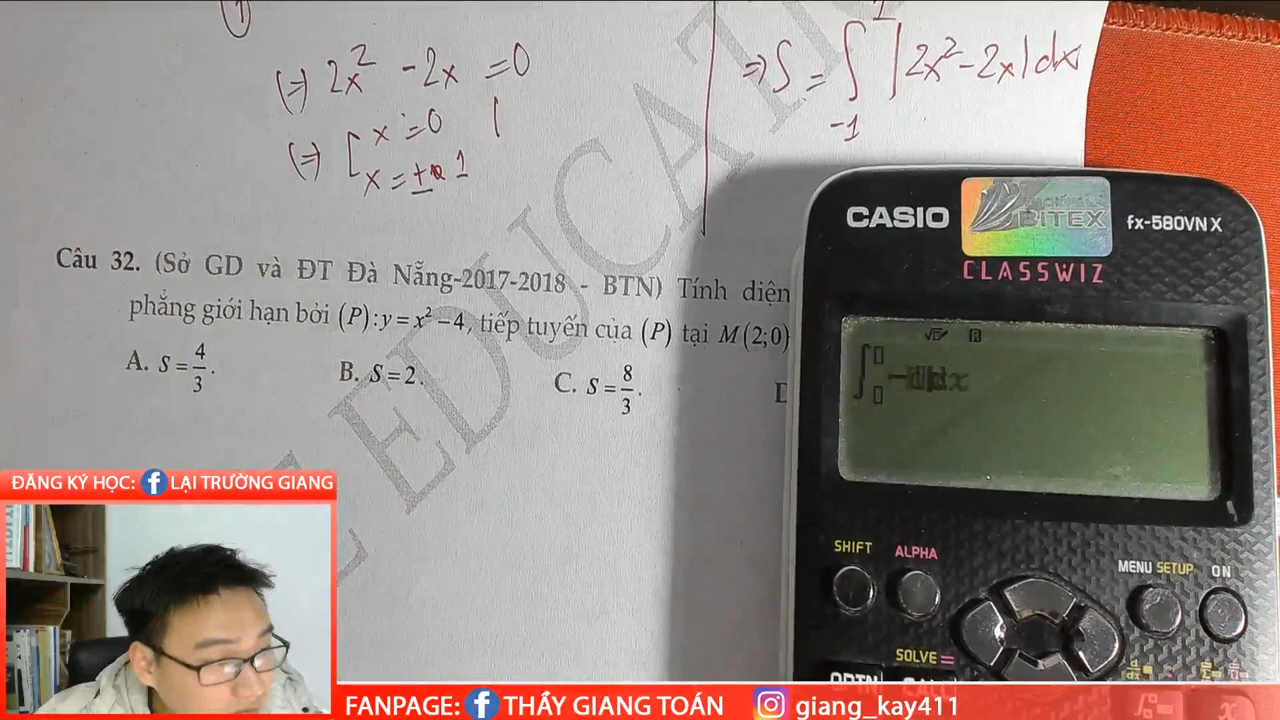 1
(=) 2x² - 2x = 0
(=) [ x = 0
x = ± 1
=> S = ∫ |2x² - 2x| dx
1
-1
EDUCAT
CASIO
BITEX
fx-580VN X
CLASSWIZ
Câu 32. (Sở GD và ĐT Đà Nẵng-2017-2018 - BTN) Tính diện
phẳng giới hạn bởi (P): y = x² - 4, tiếp tuyến của (P) tại M(2;0)
A. S = 4/3.
B. S = 2.
C. S = 8/3.
SHIFT
ALPHA
MENU SETUP
ON
SOLVE =
OPTN
ĐĂNG KÝ HỌC: f LẠI TRƯỜNG GIANG
FANPAGE: f THẦY GIANG TOÁN
giang_kay411